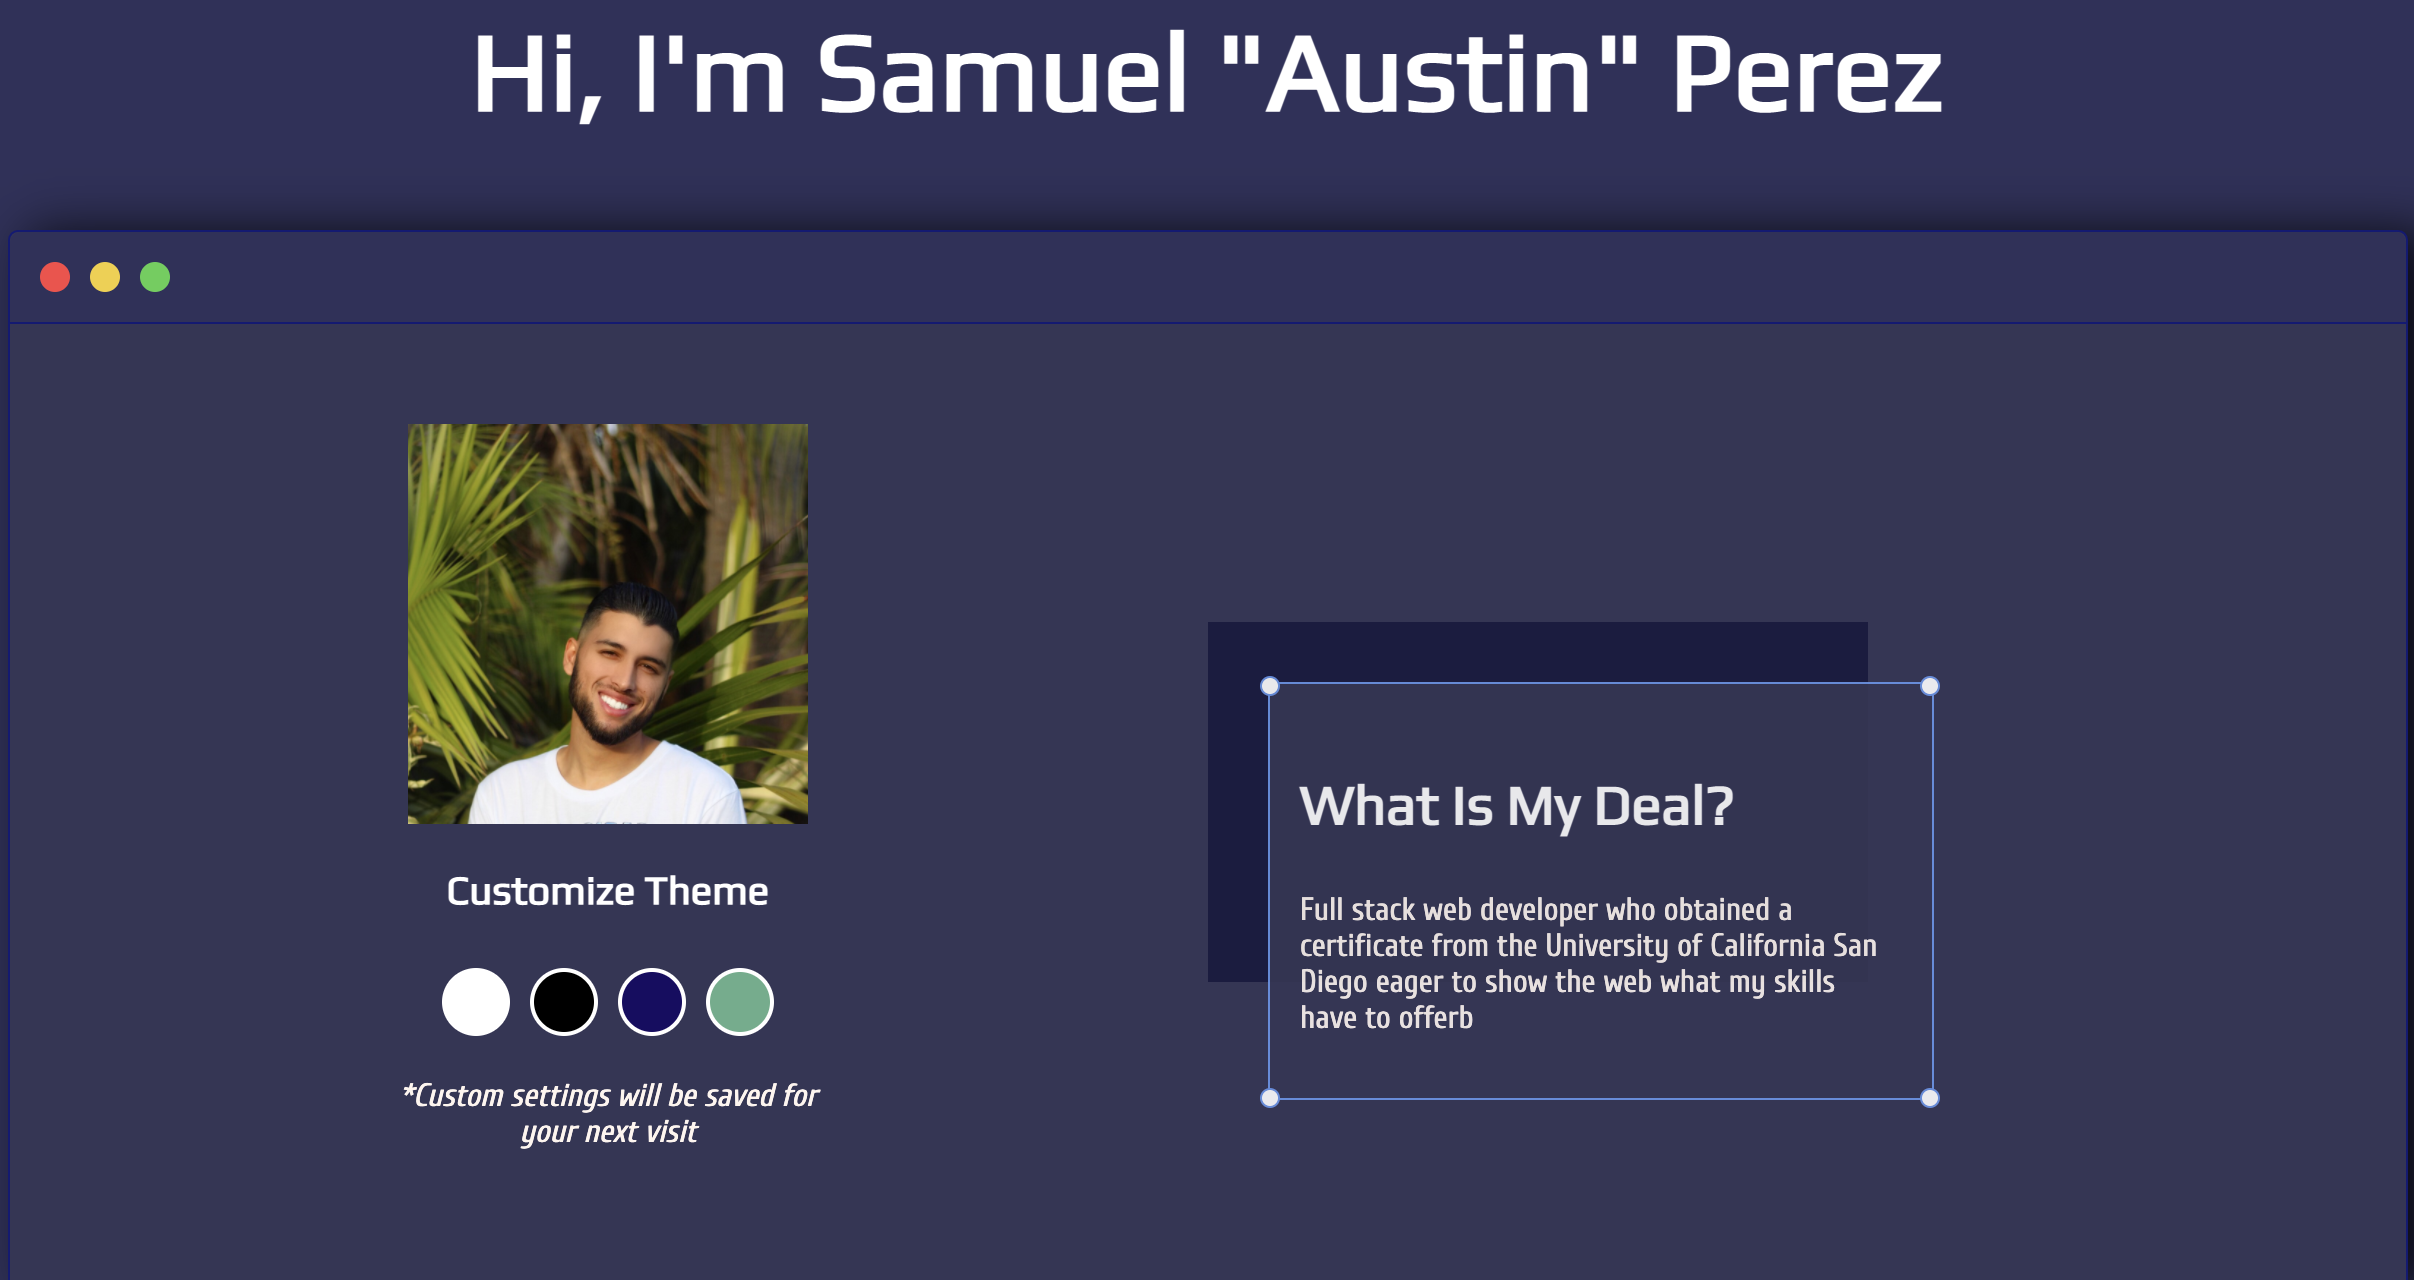 Hi, I'm Samuel "Austin" Perez
Customize Theme
*Custom settings will be saved for
your next visit
What Is My Deal?
Full stack web developer who obtained a
certificate from the University of California San
Diego eager to show the web what my skills
have to offerb